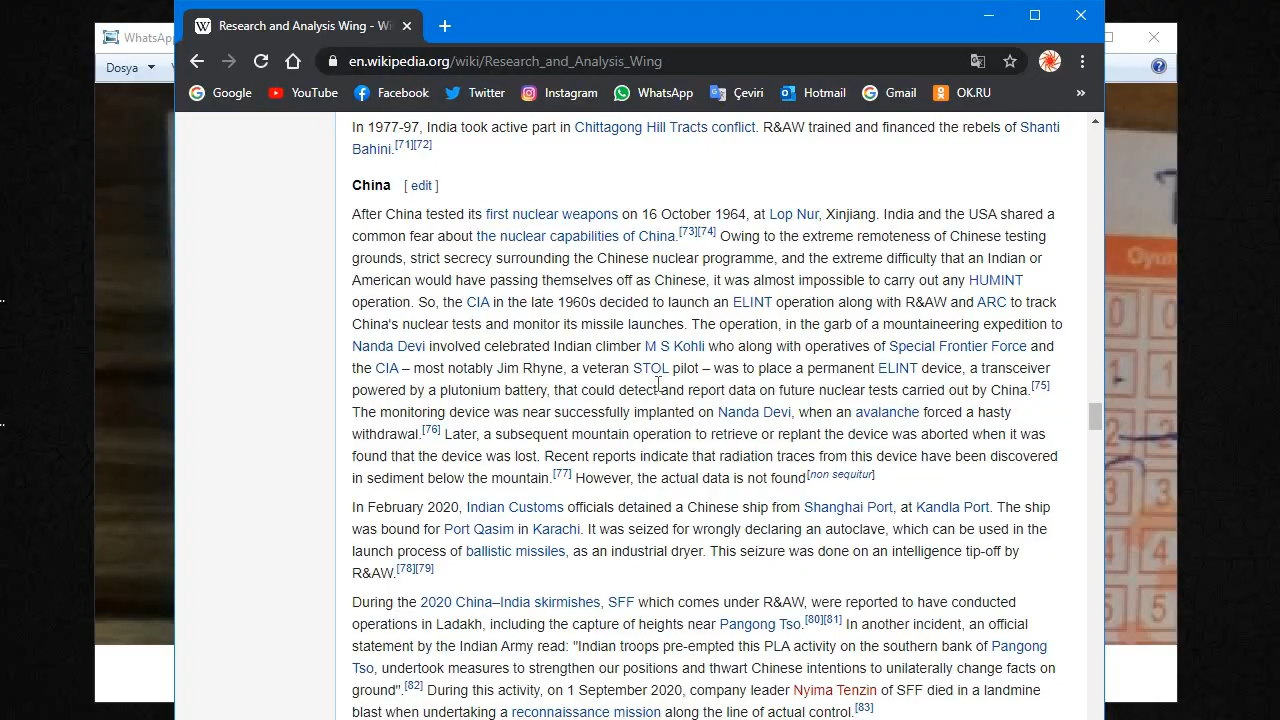 WhatsApp
Dosya
Research and Analysis Wing - Wi
en.wikipedia.org/wiki/Research_and_Analysis_Wing
Google YouTube Facebook Twitter Instagram WhatsApp Çeviri Hotmail Gmail OK.RU »
In 1977-97, India took active part in Chittagong Hill Tracts conflict. R&AW trained and financed the rebels of Shanti
Bahini.[71][72]
China [ edit ]
After China tested its first nuclear weapons on 16 October 1964, at Lop Nur, Xinjiang. India and the USA shared a
common fear about the nuclear capabilities of China.[73][74] Owing to the extreme remoteness of Chinese testing
grounds, strict secrecy surrounding the Chinese nuclear programme, and the extreme difficulty that an Indian or
American would have passing themselves off as Chinese, it was almost impossible to carry out any HUMINT
operation. So, the CIA in the late 1960s decided to launch an ELINT operation along with R&AW and ARC to track
China's nuclear tests and monitor its missile launches. The operation, in the garb of a mountaineering expedition to
Nanda Devi involved celebrated Indian climber M S Kohli who along with operatives of Special Frontier Force and
the CIA – most notably Jim Rhyne, a veteran STOL pilot – was to place a permanent ELINT device, a transceiver
powered by a plutonium battery, that could detect and report data on future nuclear tests carried out by China.[75]
The monitoring device was near successfully implanted on Nanda Devi, when an avalanche forced a hasty
withdrawal.[76] Later, a subsequent mountain operation to retrieve or replant the device was aborted when it was
found that the device was lost. Recent reports indicate that radiation traces from this device have been discovered
in sediment below the mountain.[77] However, the actual data is not found[non sequitur]
In February 2020, Indian Customs officials detained a Chinese ship from Shanghai Port, at Kandla Port. The ship
was bound for Port Qasim in Karachi. It was seized for wrongly declaring an autoclave, which can be used in the
launch process of ballistic missiles, as an industrial dryer. This seizure was done on an intelligence tip-off by
R&AW.[78][79]
During the 2020 China–India skirmishes, SFF which comes under R&AW, were reported to have conducted
operations in Ladakh, including the capture of heights near Pangong Tso.[80][81] In another incident, an official
statement by the Indian Army read: "Indian troops pre-empted this PLA activity on the southern bank of Pangong
Tso, undertook measures to strengthen our positions and thwart Chinese intentions to unilaterally change facts on
ground".[82] During this activity, on 1 September 2020, company leader Nyima Tenzin of SFF died in a landmine
blast when undertaking a reconnaissance mission along the line of actual control.[83]
Oyun
0 0
1
2
3 3
4 4
5 5